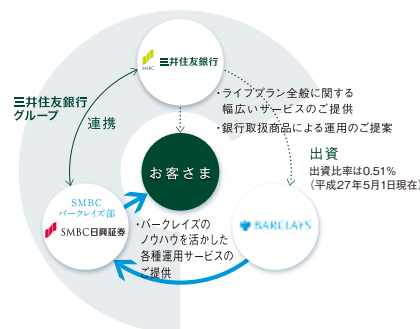 SMBC 三井住友銀行
・ライフプラン全般に関する
幅広いサービスのご提供
・銀行取扱商品による運用のご提案
三井住友銀行
グループ
連携
出資
出資比率は0.51%
（平成27年5月1日現在）
お客さま
SMBC
バークレイズ部
SMBC日興証券
・バークレイズの
ノウハウを活かした
各種運用サービスの
ご提供
BARCLAYS